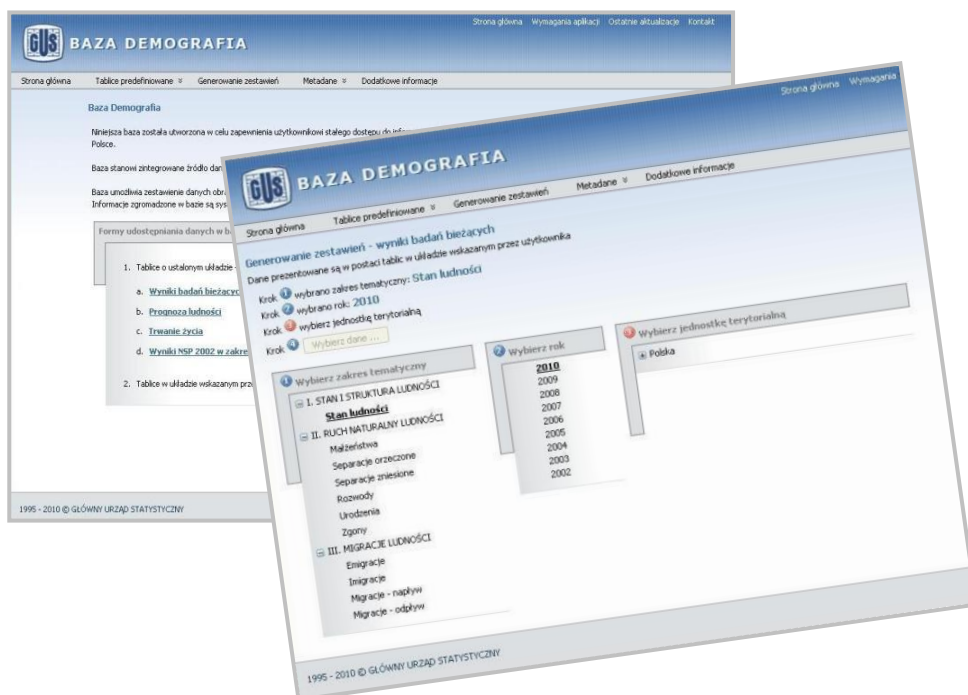 Strona główna Wymagania aplikacji Ostatnie aktualizacje Kontakt
GUS BAZA DEMOGRAFIA
Strona główna Tablice predefiniowane Generowanie zestawień Metadane Dodatkowe informacje
Baza Demografia
Niniejsza baza została utworzona w celu zapewnienia użytkownikowi stałego dostępu do
Polsce.
Baza stanowi zintegrowane źródło
Baza umożliwia zestawienie danych
Informacje zgromadzone w bazie są
Formy udostępniania danych w
1. Tablice o ustalonym układzie -
a. Wyniki badań
b. Prognoza ludności
c. Trwanie życia
d. Wyniki NSP 2002 w
2. Tablice w układzie wskazanym
1995 - 2010 © GŁÓWNY URZĄD STATYSTYCZNY
Strona główna Wymagania
GUS BAZA DEMOGRAFIA
Strona główna Tablice predefiniowane Generowanie zestawień Metadane Dodatkowe informacje
Generowanie zestawień - wyniki badań bieżących
Dane prezentowane są w postaci tablic w układzie wskazanym przez użytkownika
Krok 1 wybrano zakres tematyczny: Stan ludności
Krok 2 wybrano rok: 2010
Krok 3 wybierz jednostkę terytorialną
Krok 4 Wybierz dane ...
1 Wybierz zakres tematyczny
I. STAN I STRUKTURA LUDNOŚCI
Stan ludności
II. RUCH NATURALNY LUDNOŚCI
Małżeństwa
Separacje orzeczone
Separacje zniesione
Rozwody
Urodzenia
Zgony
III. MIGRACJE LUDNOŚCI
Emigracje
Imigracje
Migracje - napływ
Migracje - odpływ
2 Wybierz rok
2010
2009
2008
2007
2006
2005
2004
2003
2002
3 Wybierz jednostkę terytorialną
Polska
1995 - 2010 © GŁÓWNY URZĄD STATYSTYCZNY